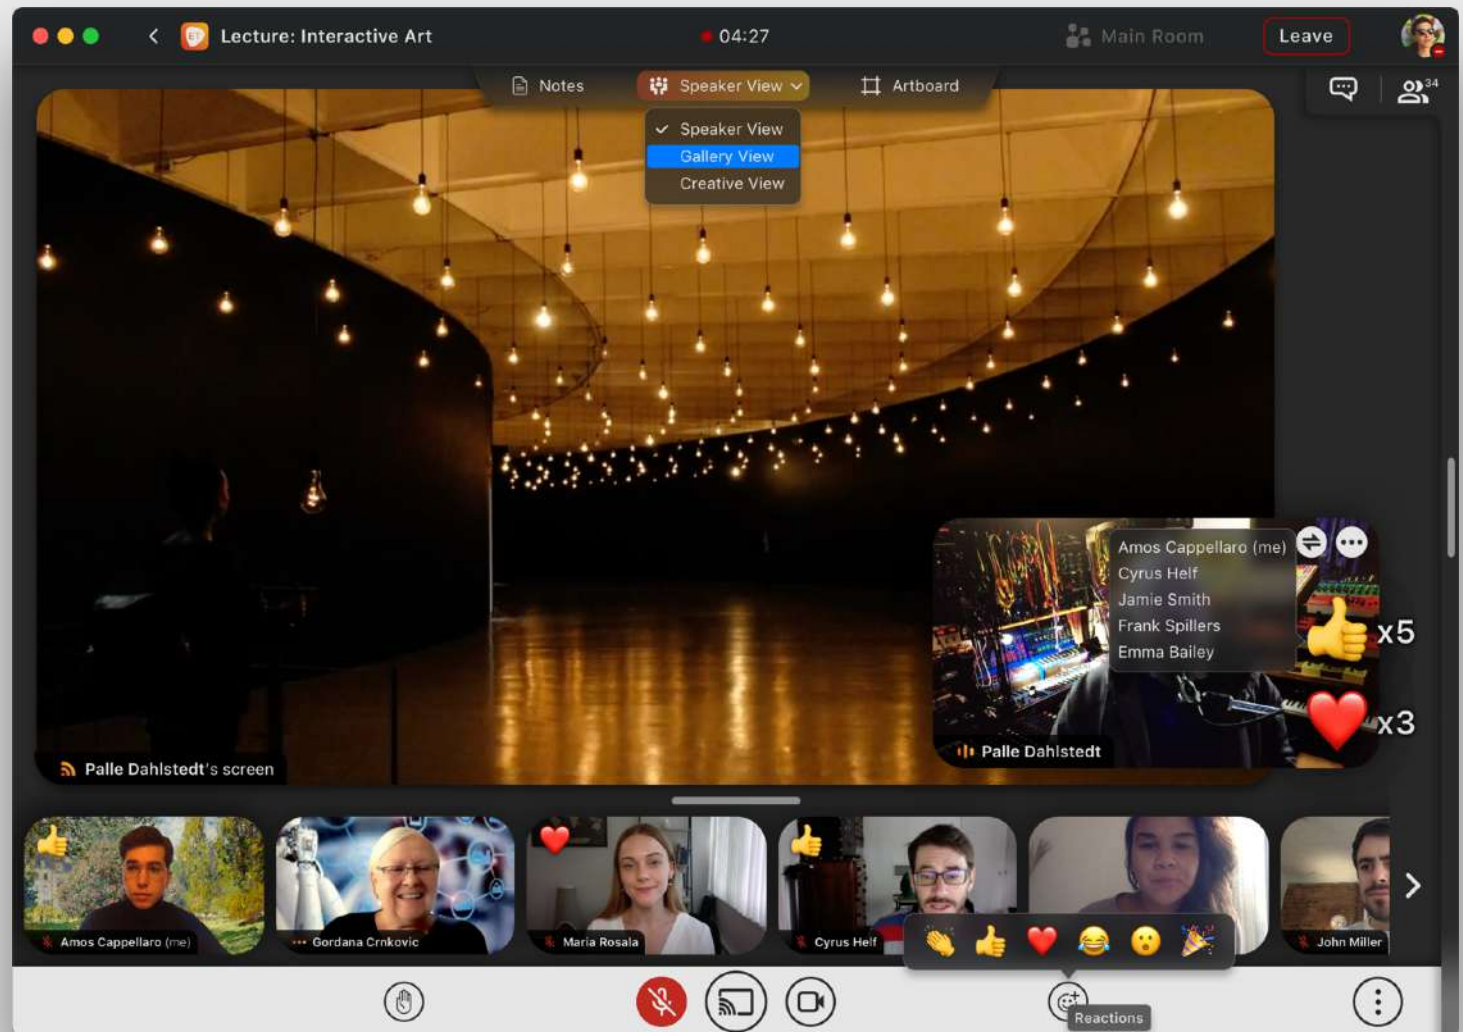 ET
Lecture: Interactive Art
04:27
Main Room
Leave
Notes
Speaker View
Artboard
34
Speaker View
Gallery View
Creative View
Amos Cappellaro (me)
Cyrus Helf
Jamie Smith
Frank Spillers
Emma Bailey
x5
x3
Palle Dahlstedt
Palle Dahlstedt's screen
Amos Cappellaro (me)
Gordana Crnkovic
Maria Rosala
Cyrus Helf
John Miller
Reactions